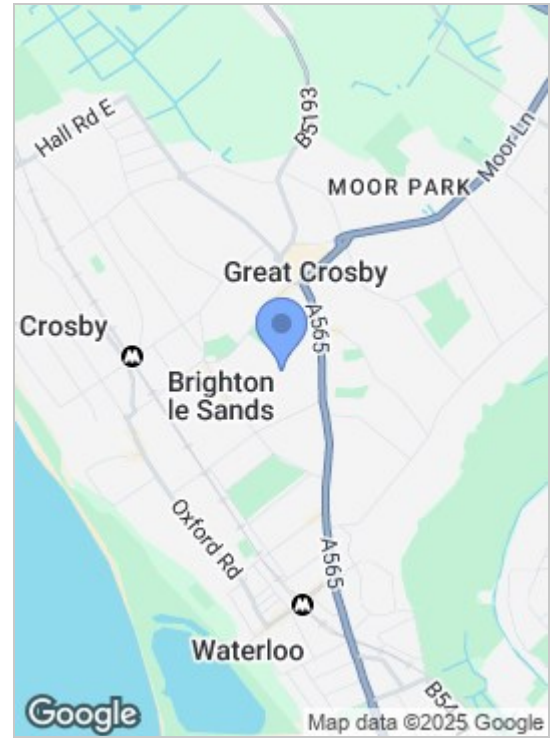 B5193
Hall Rd E
Moor Ln
MOOR PARK
Great Crosby
A565
Crosby
Brighton
le Sands
Oxford Rd
A565
Waterloo
Google
Map data ©2025 Google